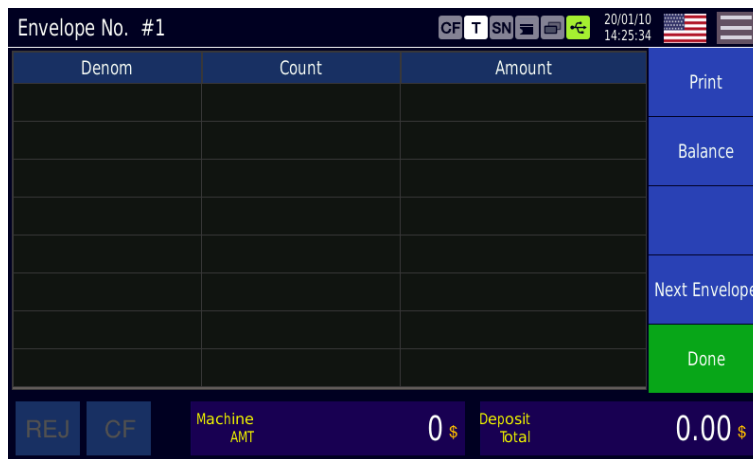 Envelope No. #1 CF T SN 20/01/10
14:25:34
Denom Count Amount
Print
Balance
Next Envelope
Done
REJ CF Machine AMT 0 $ Deposit Total 0.00 $